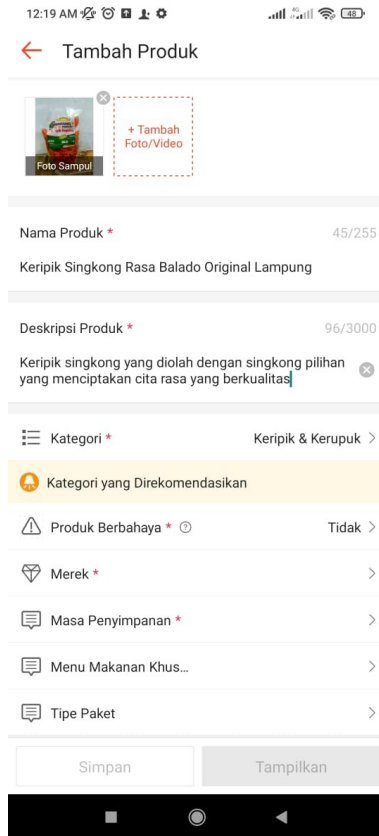 12:19 AM
4G
48
Tambah Produk
+ Tambah
Foto/Video
Foto Sampul
Nama Produk *
45/255
Keripik Singkong Rasa Balado Original Lampung
Deskripsi Produk *
96/3000
Keripik singkong yang diolah dengan singkong pilihan
yang menciptakan cita rasa yang berkualitas
Kategori *
Keripik & Kerupuk >
Kategori yang Direkomendasikan
Produk Berbahaya * ?
Tidak >
Merek *
Masa Penyimpanan *
Menu Makanan Khus...
Tipe Paket
Simpan
Tampilkan